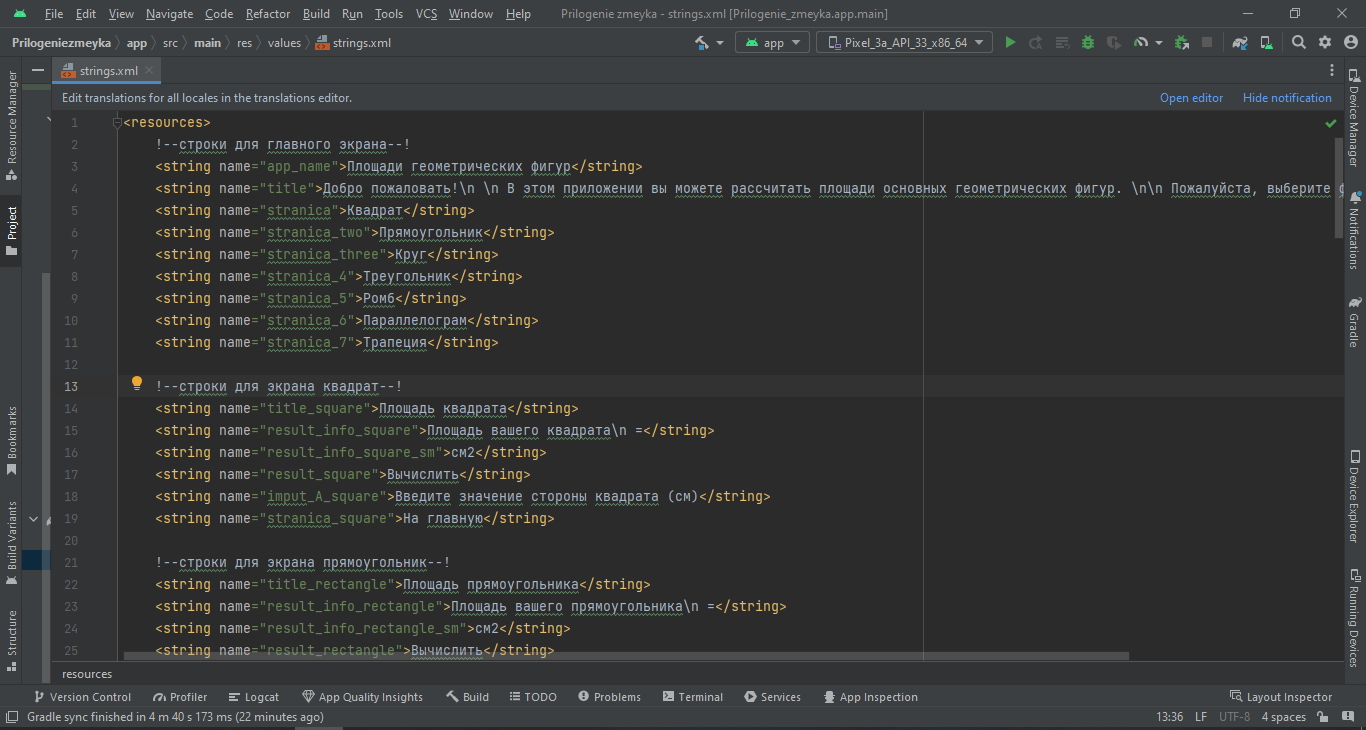 File Edit View Navigate Code Refactor Build Run Tools VCS Window Help Prilogenie zmeyka - strings.xml [Prilogenie_zmeyka.app.main]
Prilogeniezmeyka app src main res values strings.xml app Pixel_3a_API_33_x86_64
strings.xml
Edit translations for all locales in the translations editor. Open editor Hide notification
1 <resources>
2 !--строки для главного экрана--!
3 <string name="app_name">Площади геометрических фигур</string>
4 <string name="title">Добро пожаловать!\n \n В этом приложении вы можете рассчитать площади основных геометрических фигур. \n\n Пожалуйста, выберите
5 <string name="stranica">Квадрат</string>
6 <string name="stranica_two">Прямоугольник</string>
7 <string name="stranica_three">Круг</string>
8 <string name="stranica_4">Треугольник</string>
9 <string name="stranica_5">Ромб</string>
10 <string name="stranica_6">Параллелограм</string>
11 <string name="stranica_7">Трапеция</string>
12
13 !--строки для экрана квадрат--!
14 <string name="title_square">Площадь квадрата</string>
15 <string name="result_info_square">Площадь вашего квадрата\n =</string>
16 <string name="result_info_square_sm">см2</string>
17 <string name="result_square">Вычислить</string>
18 <string name="imput_A_square">Введите значение стороны квадрата (см)</string>
19 <string name="stranica_square">На главную</string>
20
21 !--строки для экрана прямоугольник--!
22 <string name="title_rectangle">Площадь прямоугольника</string>
23 <string name="result_info_rectangle">Площадь вашего прямоугольника\n =</string>
24 <string name="result_info_rectangle_sm">см2</string>
25 <string name="result_rectangle">Вычислить</string>
resources
Resource Manager
Project
Bookmarks
Build Variants
Structure
Device Manager
Notifications
Gradle
Device Explorer
Running Devices
Version Control Profiler Logcat App Quality Insights Build TODO Problems Terminal Services App Inspection Layout Inspector
Gradle sync finished in 4 m 40 s 173 ms (22 minutes ago) 13:36 LF UTF-8 4 spaces